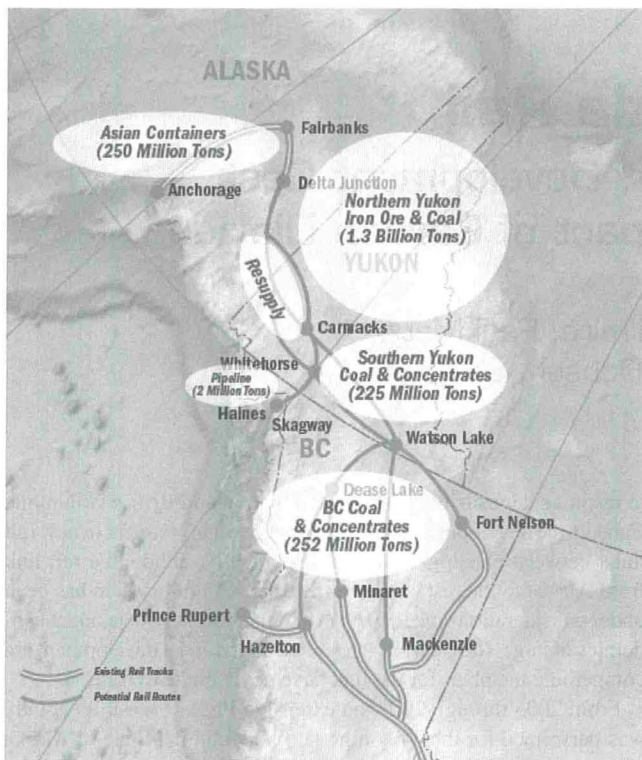 ALASKA
Asian Containers
(250 Million Tons)
Fairbanks
Anchorage
Delta Junction
Northern Yukon
Iron Ore & Coal
(1.3 Billion Tons)
YUKON
Resupply
Carmacks
Whitehorse
Pipeline
(2 Million Tons)
Southern Yukon
Coal & Concentrates
(225 Million Tons)
Haines
Skagway
BC
Watson Lake
Dease Lake
BC Coal
& Concentrates
(252 Million Tons)
Fort Nelson
Minaret
Prince Rupert
Hazelton
Mackenzie
Existing Rail Tracks
Potential Rail Routes